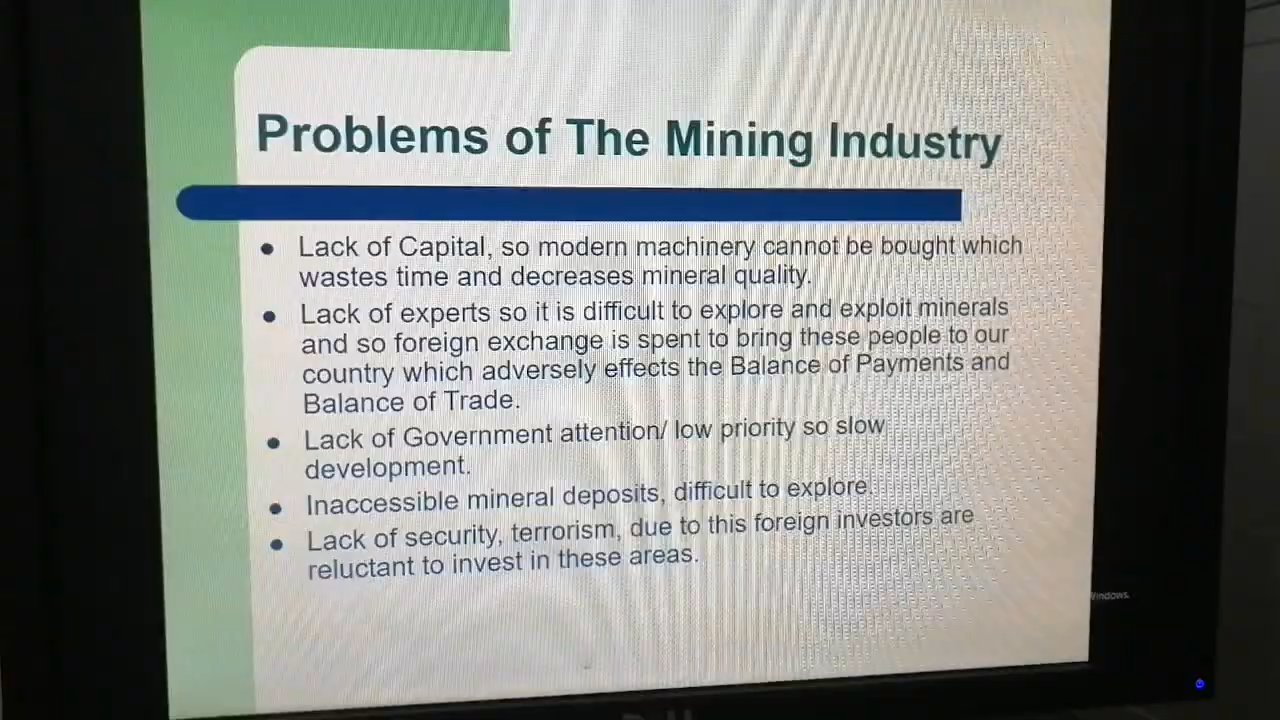 Problems of The Mining Industry
● Lack of Capital, so modern machinery cannot be bought which
wastes time and decreases mineral quality.
● Lack of experts so it is difficult to explore and exploit minerals
and so foreign exchange is spent to bring these people to our
country which adversely effects the Balance of Payments and
Balance of Trade.
● Lack of Government attention/ low priority so slow
development.
● Inaccessible mineral deposits, difficult to explore.
● Lack of security, terrorism, due to this foreign investors are
reluctant to invest in these areas.
Windows.